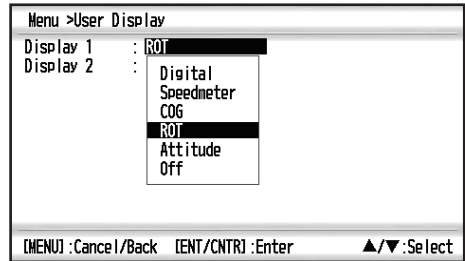 Menu >User Display
Display 1 : ROT
Display 2 :
Digital
Speedmeter
COG
ROT
Attitude
Off
[MENU]:Cancel/Back [ENT/CNTR]:Enter ▲/▼:Select